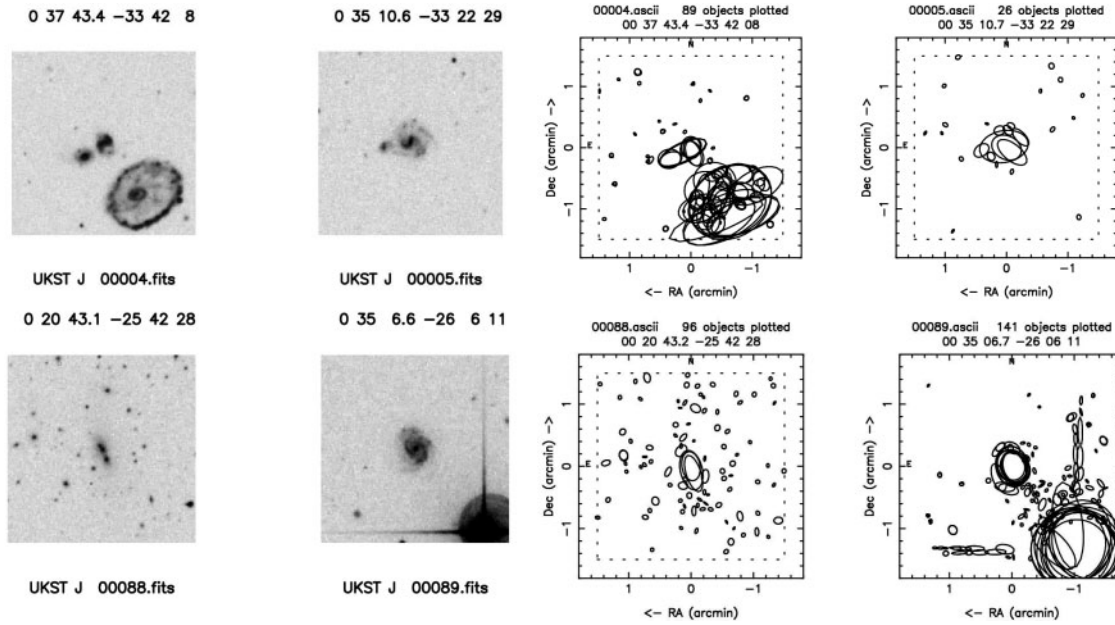 0 37 43.4 −33 42 8
0 35 10.6 −33 22 29
00004.ascii 89 objects plotted
00 37 43.4 −33 42 08
00005.ascii 26 objects plotted
00 35 10.7 −33 22 29
N
N
1
0
−1
Dec (arcmin) −>
E
1
0
−1
Dec (arcmin) −>
E
1 0 −1
1 0 −1
<− RA (arcmin)
<− RA (arcmin)
UKST J 00004.fits
UKST J 00005.fits
0 20 43.1 −25 42 28
0 35 6.6 −26 6 11
00088.ascii 96 objects plotted
00 20 43.2 −25 42 28
00089.ascii 141 objects plotted
00 35 06.7 −26 06 11
N
N
1
0
−1
Dec (arcmin) −>
E
1
0
−1
Dec (arcmin) −>
E
1 0 −1
1 0 −1
<− RA (arcmin)
<− RA (arcmin)
UKST J 00088.fits
UKST J 00089.fits